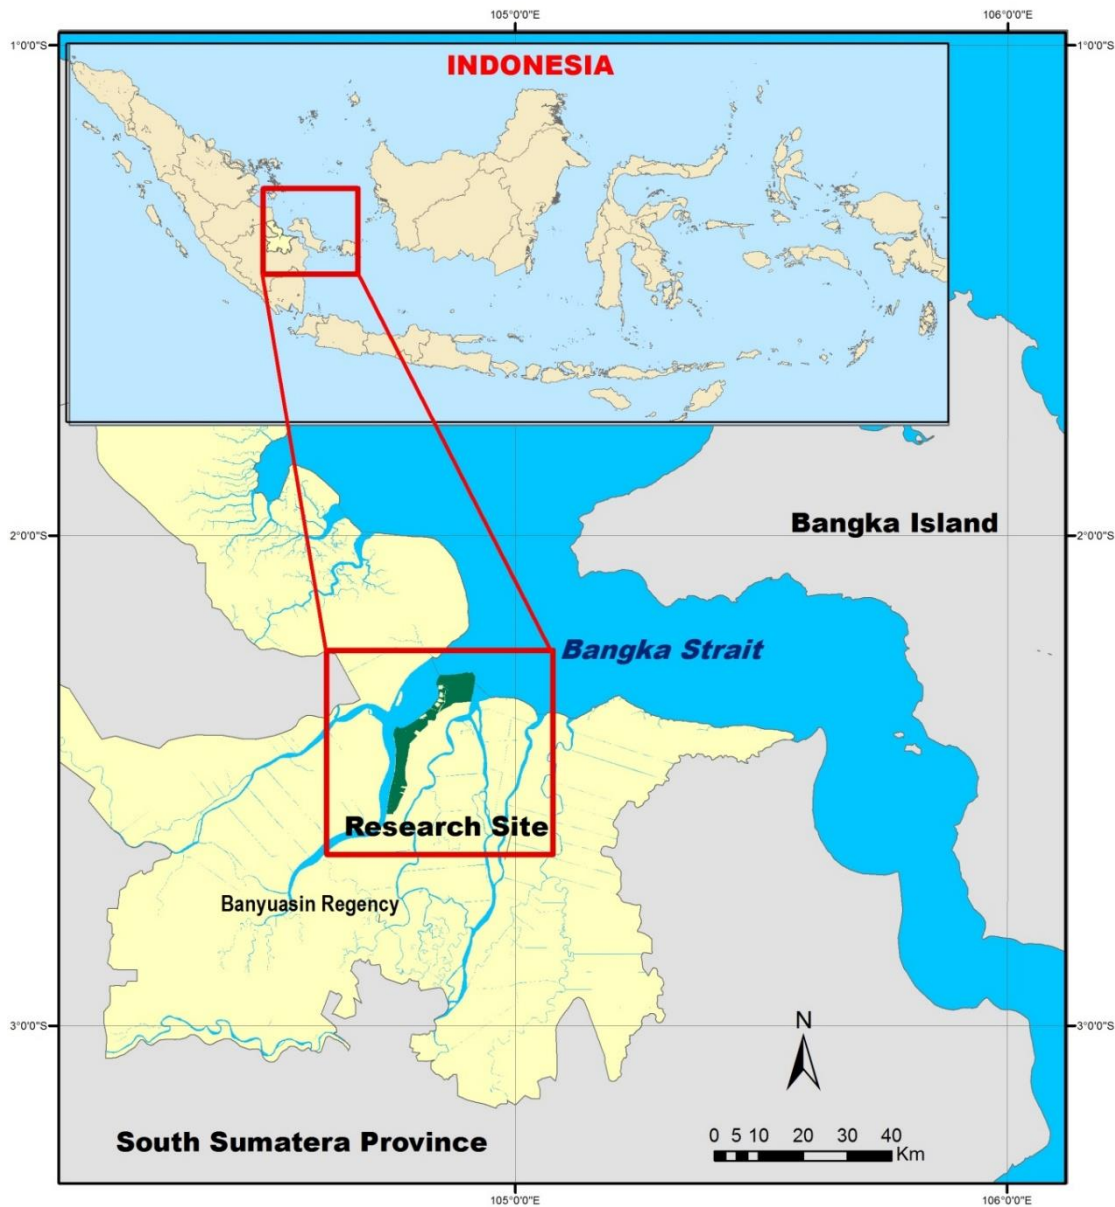 105°0'0"E 106°0'0"E
1°0'0"S 1°0'0"S
INDONESIA
Bangka Island
2°0'0"S 2°0'0"S
Bangka Strait
Research Site
Banyuasin Regency
3°0'0"S 3°0'0"S
N
South Sumatera Province
0 5 10 20 30 40
Km
105°0'0"E 106°0'0"E